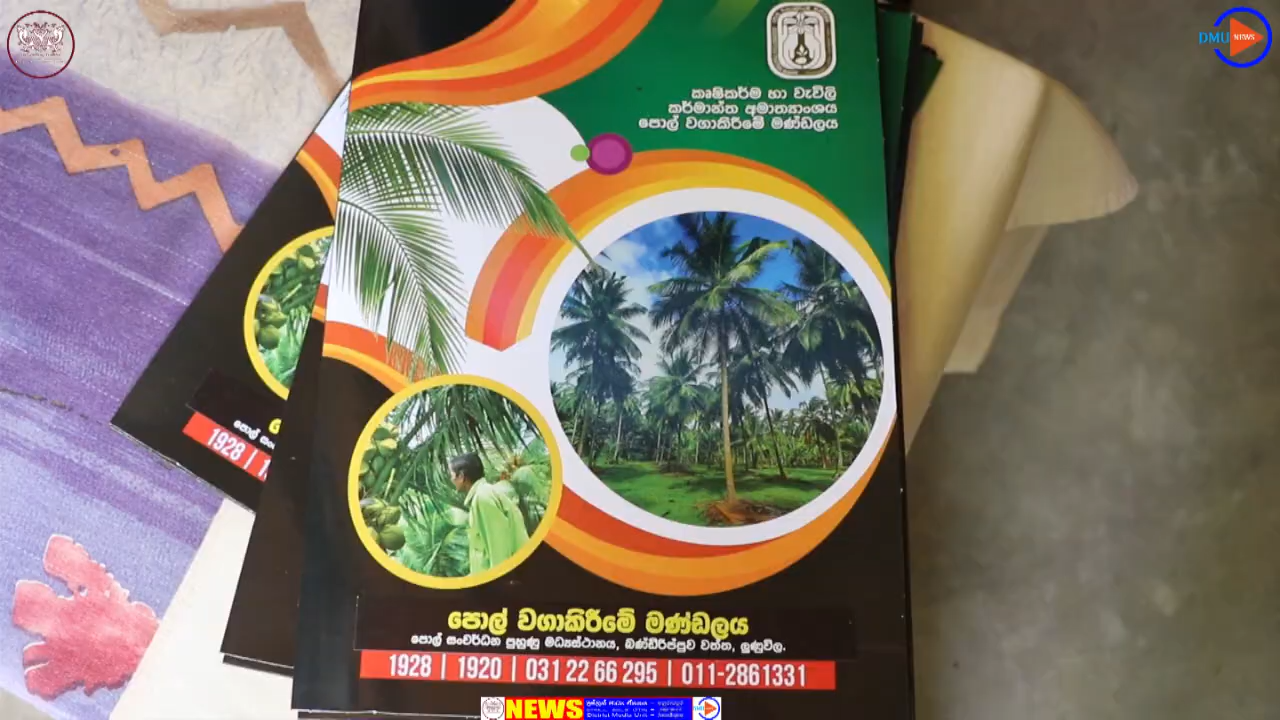 DMU NEWS
කෘෂිකර්ම හා වැවිලි
කර්මාන්ත අමාත්‍යාංශය
පොල් වගාකිරීමේ මණ්ඩලය
පොල් වගාකිරීමේ මණ්ඩලය
පොල් සංවර්ධන පුහුණු මධ්‍යස්ථානය, බණ්ඩිරිප්පුව වත්ත, ලුණුවිල.
1928 | 1920 | 031 22 66 295 | 011-2861331
පොල් සං
1928 | 1
NEWS